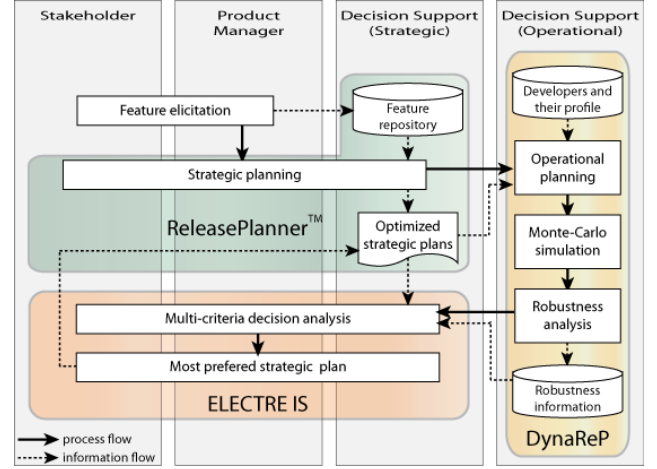 Stakeholder
Product
Manager
Decision Support
(Strategic)
Decision Support
(Operational)
Feature elicitation
Feature
repository
Developers and
their profile
Strategic planning
Operational
planning
ReleasePlanner™
Optimized
strategic plans
Monte-Carlo
simulation
Multi-criteria decision analysis
Robustness
analysis
Most prefered strategic plan
Robustness
information
ELECTRE IS
DynaReP
process flow
information flow